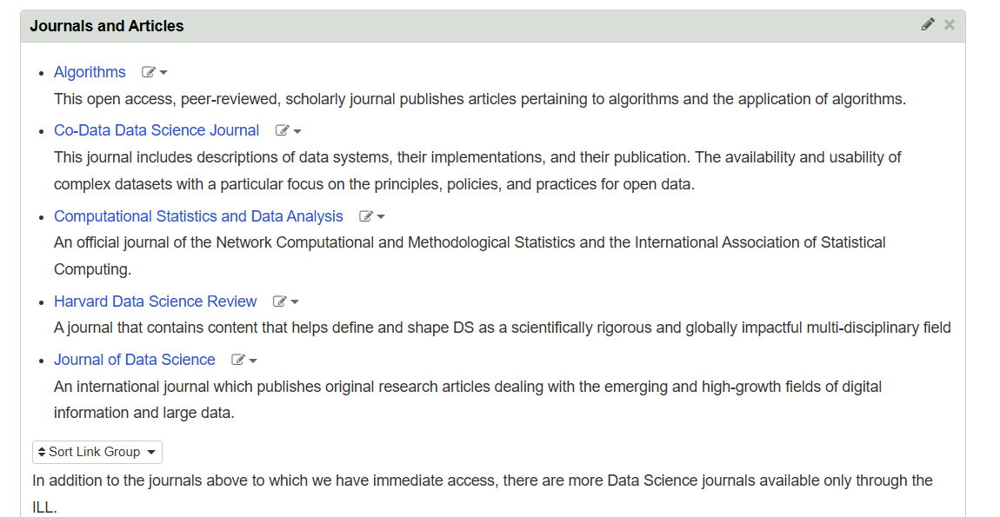 Journals and Articles
Algorithms
This open access, peer-reviewed, scholarly journal publishes articles pertaining to algorithms and the application of algorithms.
Co-Data Data Science Journal
This journal includes descriptions of data systems, their implementations, and their publication. The availability and usability of
complex datasets with a particular focus on the principles, policies, and practices for open data.
Computational Statistics and Data Analysis
An official journal of the Network Computational and Methodological Statistics and the International Association of Statistical
Computing.
Harvard Data Science Review
A journal that contains content that helps define and shape DS as a scientifically rigorous and globally impactful multi-disciplinary field
Journal of Data Science
An international journal which publishes original research articles dealing with the emerging and high-growth fields of digital
information and large data.
Sort Link Group
In addition to the journals above to which we have immediate access, there are more Data Science journals available only through the
ILL.